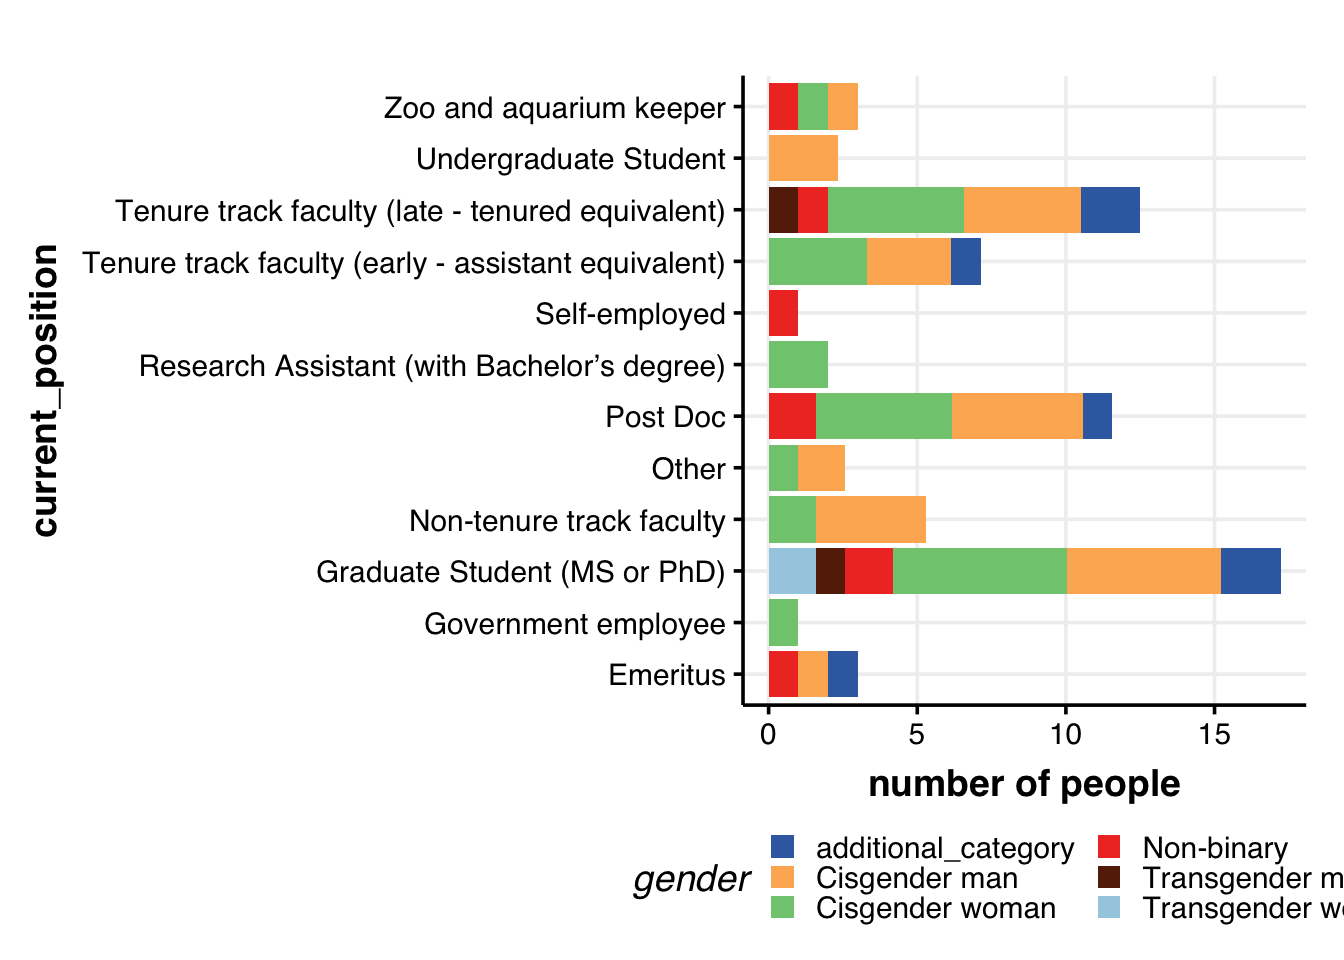 Zoo and aquarium keeper
Undergraduate Student
Tenure track faculty (late - tenured equivalent)
Tenure track faculty (early - assistant equivalent)
Self-employed
Research Assistant (with Bachelor’s degree)
Post Doc
Other
Non-tenure track faculty
Graduate Student (MS or PhD)
Government employee
Emeritus
current_position
0 5 10 15
number of people
gender
additional_category
Cisgender man
Cisgender woman
Non-binary
Transgender
Transgender